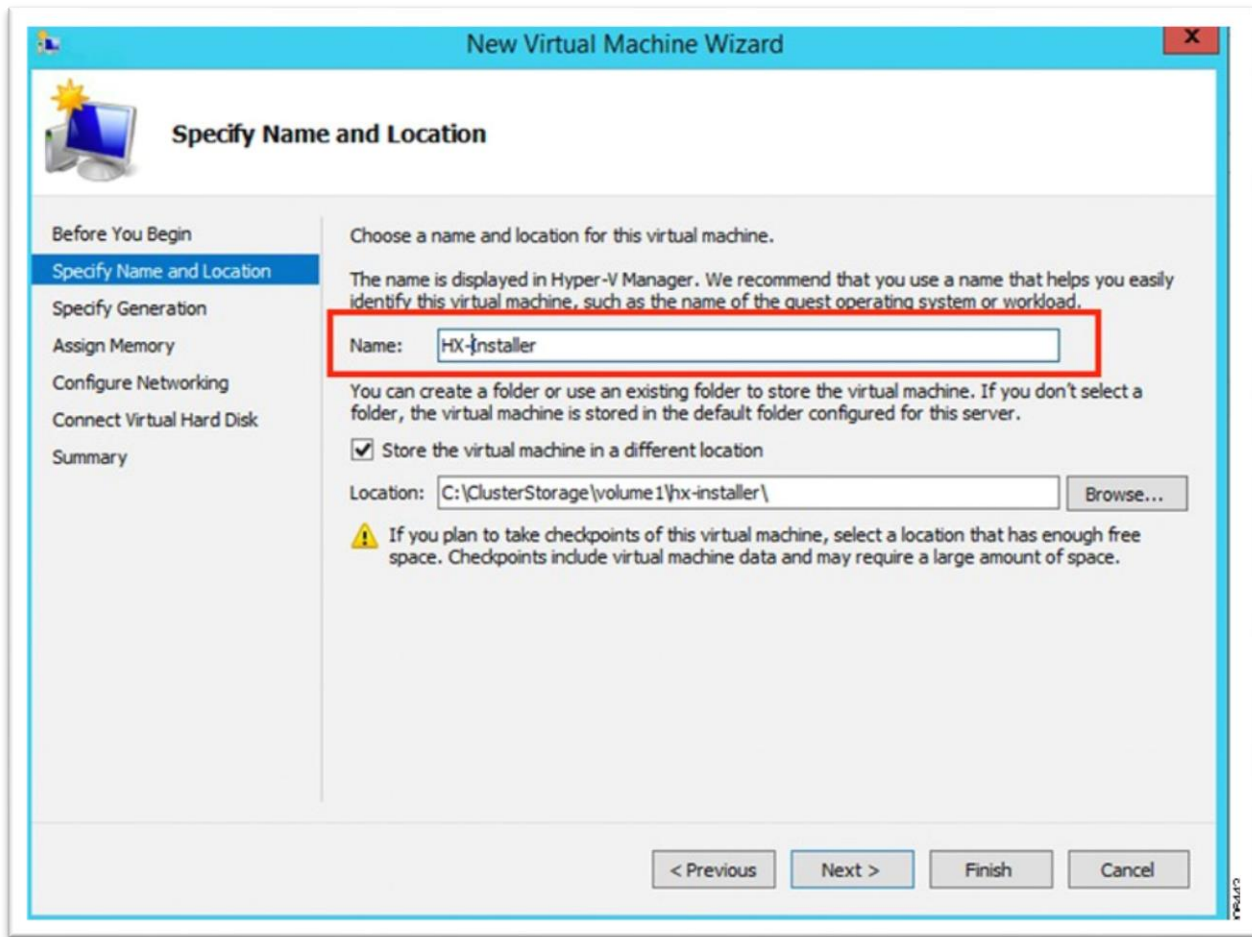 New Virtual Machine Wizard
x
Specify Name and Location
Before You Begin
Specify Name and Location
Specify Generation
Assign Memory
Configure Networking
Connect Virtual Hard Disk
Summary
Choose a name and location for this virtual machine.
The name is displayed in Hyper-V Manager. We recommend that you use a name that helps you easily
identify this virtual machine, such as the name of the guest operating system or workload.
Name: HX-Installer
You can create a folder or use an existing folder to store the virtual machine. If you don't select a
folder, the virtual machine is stored in the default folder configured for this server.
Store the virtual machine in a different location
Location: C:\ClusterStorage\volume1\hx-installer\
Browse...
If you plan to take checkpoints of this virtual machine, select a location that has enough free
space. Checkpoints include virtual machine data and may require a large amount of space.
< Previous
Next >
Finish
Cancel